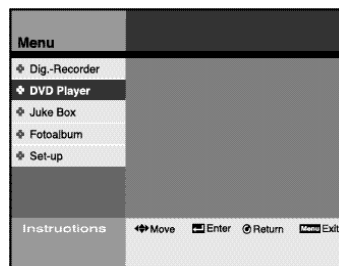 Menu
Dig.-Recorder
DVD Player
Juke Box
Fotoalbum
Set-up
Instructions Move Enter Return Menu Exit